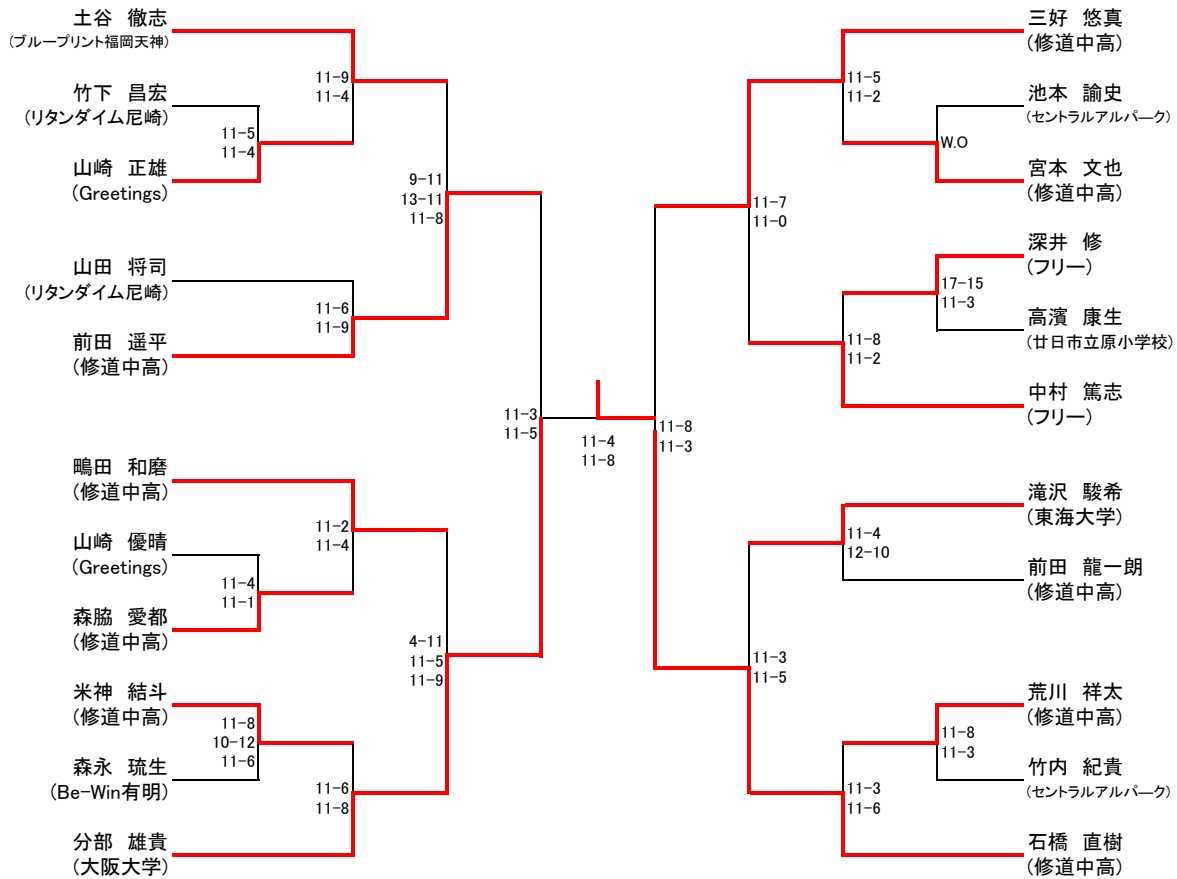 土谷 徹志
(ブループリント福岡天神)
竹下 昌宏
(リタンダイム尼崎)
山崎 正雄
(Greetings)
山田 将司
(リタンダイム尼崎)
前田 遥平
(修道中高)
鴫田 和磨
(修道中高)
山崎 優晴
(Greetings)
森脇 愛都
(修道中高)
米神 結斗
(修道中高)
森永 琉生
(Be-Win有明)
分部 雄貴
(大阪大学)
11-9
11-4
11-5
11-4
9-11
13-11
11-8
11-6
11-9
11-3
11-5
11-2
11-4
11-4
11-1
4-11
11-5
11-9
11-8
10-12
11-6
11-6
11-8
11-4
11-8
11-8
11-3
11-5
11-2
W.O
11-7
11-0
17-15
11-3
11-8
11-2
11-4
12-10
11-3
11-5
11-8
11-3
11-3
11-6
三好 悠真
(修道中高)
池本 諭史
(セントラルアルパーク)
宮本 文也
(修道中高)
深井 修
(フリー)
高濱 康生
(廿日市立原小学校)
中村 篤志
(フリー)
滝沢 駿希
(東海大学)
前田 龍一朗
(修道中高)
荒川 祥太
(修道中高)
竹内 紀貴
(セントラルアルパーク)
石橋 直樹
(修道中高)